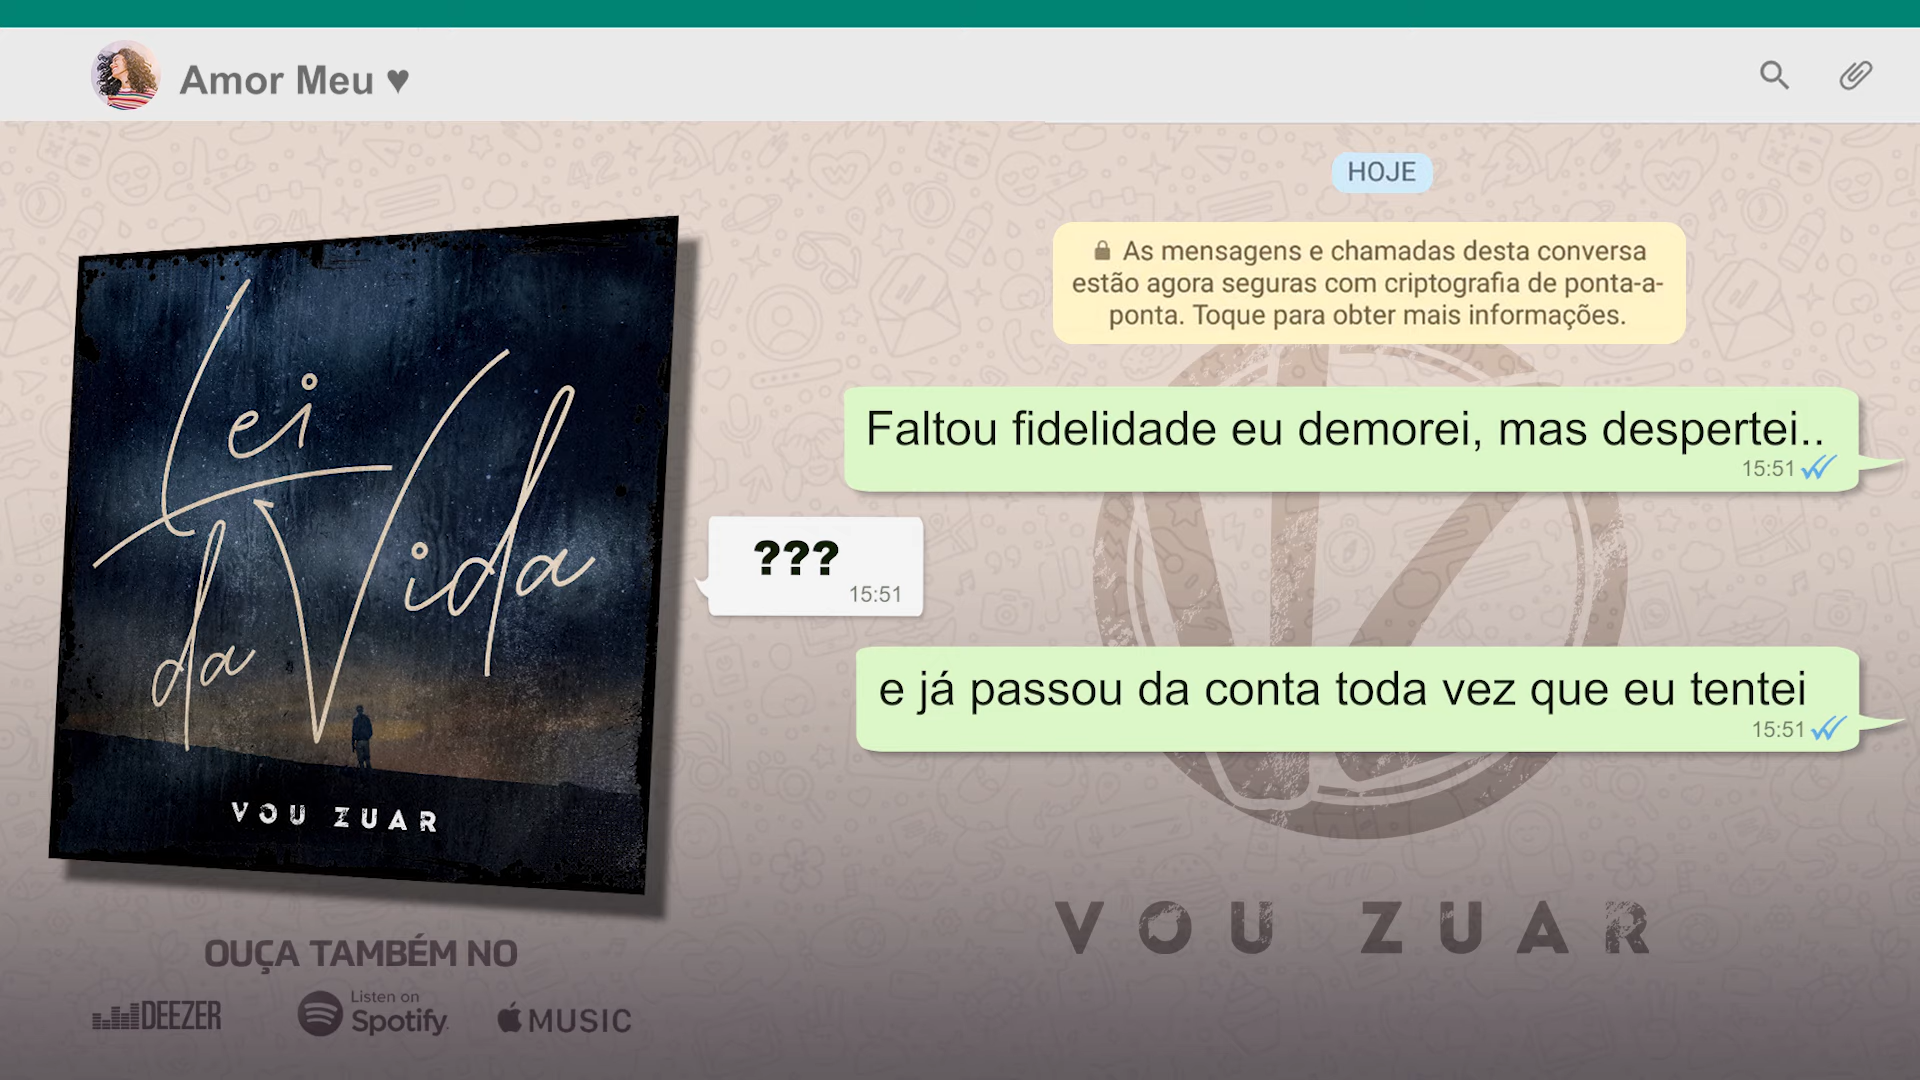 Amor Meu ♥
HOJE
As mensagens e chamadas desta conversa
estão agora seguras com criptografia de ponta-a-
ponta. Toque para obter mais informações.
Faltou fidelidade eu demorei, mas despertei..
15:51
???
15:51
e já passou da conta toda vez que eu tentei
15:51
Lei
da Vida
VOU ZUAR
VOU ZUAR
OUÇA TAMBÉM NO
DEEZER
Listen on
Spotify
MUSIC